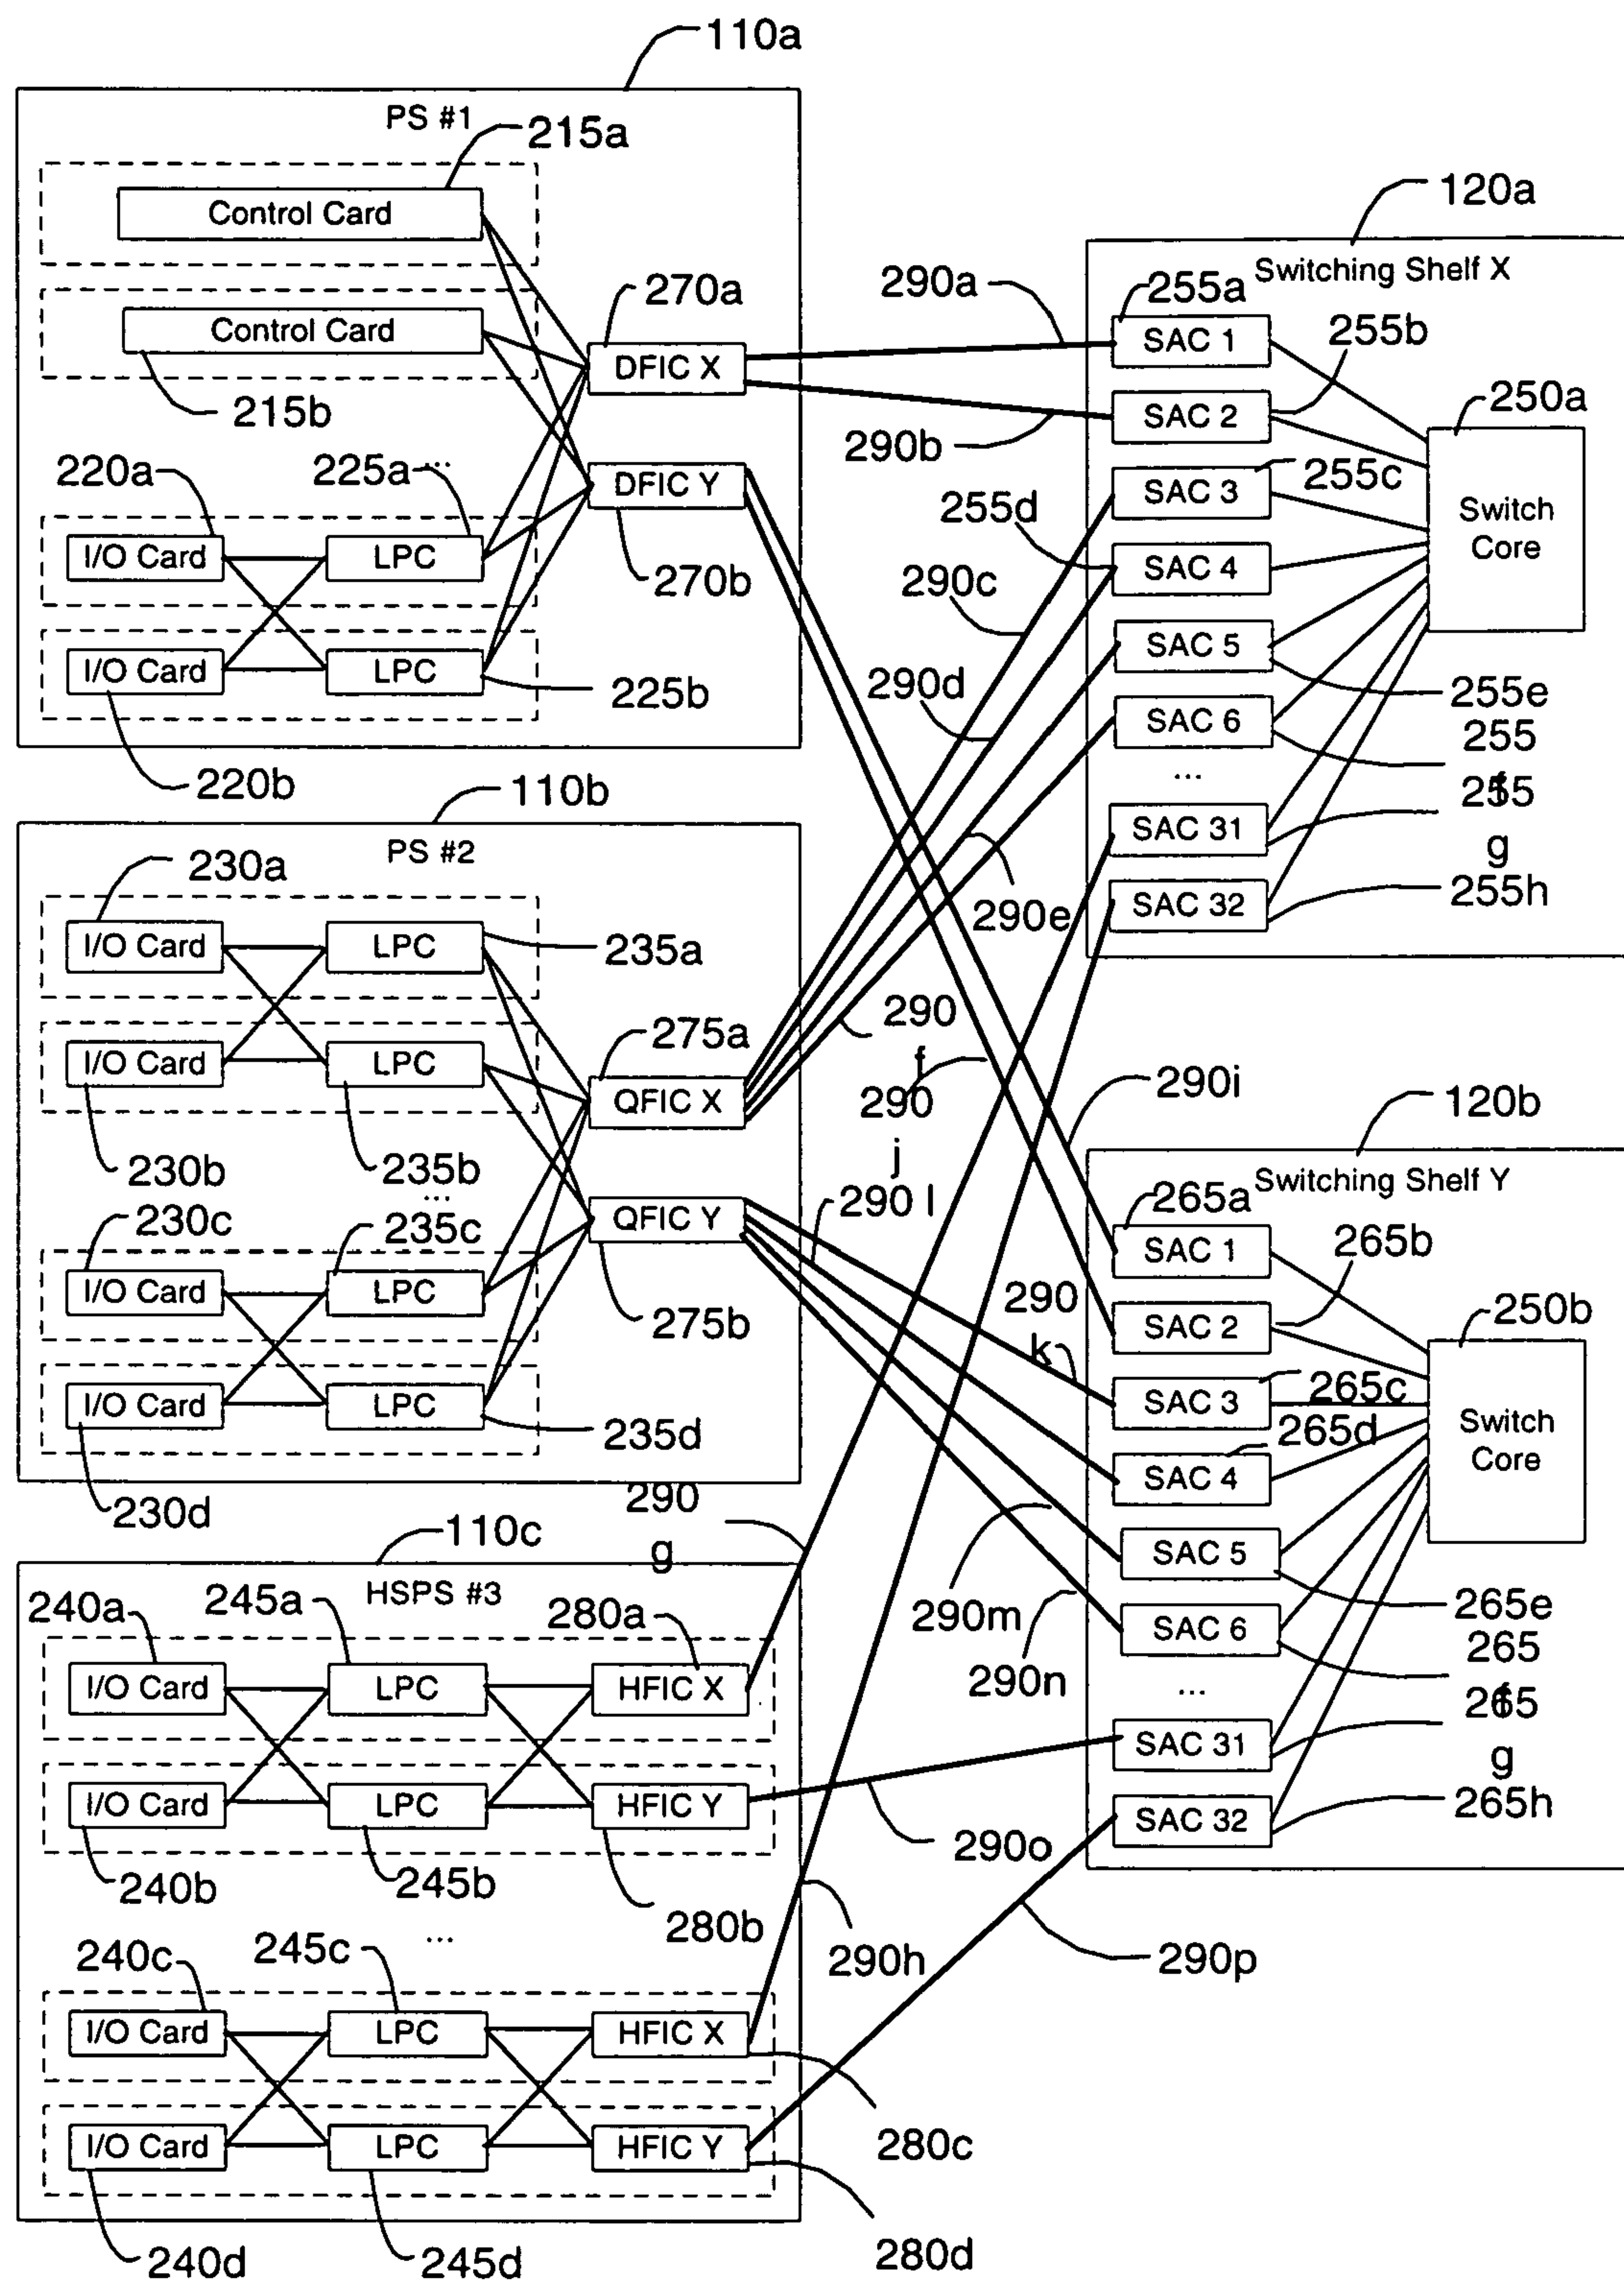 110a
PS #1
215a
Control Card
Control Card
215b
270a
DFIC X
DFIC Y
270b
220a
225a
...
I/O Card
LPC
I/O Card
LPC
225b
220b
110b
PS #2
230a
I/O Card
LPC
235a
I/O Card
LPC
230b
235b
...
275a
QFIC X
QFIC Y
275b
230c
235c
I/O Card
LPC
I/O Card
LPC
235d
230d
110c
HSPS #3
240a
245a
280a
I/O Card
LPC
HFIC X
I/O Card
LPC
HFIC Y
240b
245b
280b
...
240c
245c
I/O Card
LPC
HFIC X
I/O Card
LPC
HFIC Y
280c
240d
245d
280d
290a
290b
255d
290c
290d
290e
290
f
290
j
290i
290 l
290
k
290
g
290m
290n
290o
290h
290p
120a
Switching Shelf X
255a
SAC 1
255b
SAC 2
250a
SAC 3
255c
Switch
Core
SAC 4
SAC 5
255e
SAC 6
255
f
...
SAC 31
255
g
SAC 32
255h
120b
Switching Shelf Y
265a
SAC 1
265b
SAC 2
250b
SAC 3
265c
Switch
Core
265d
SAC 4
SAC 5
265e
SAC 6
265
f
...
SAC 31
265
g
SAC 32
265h